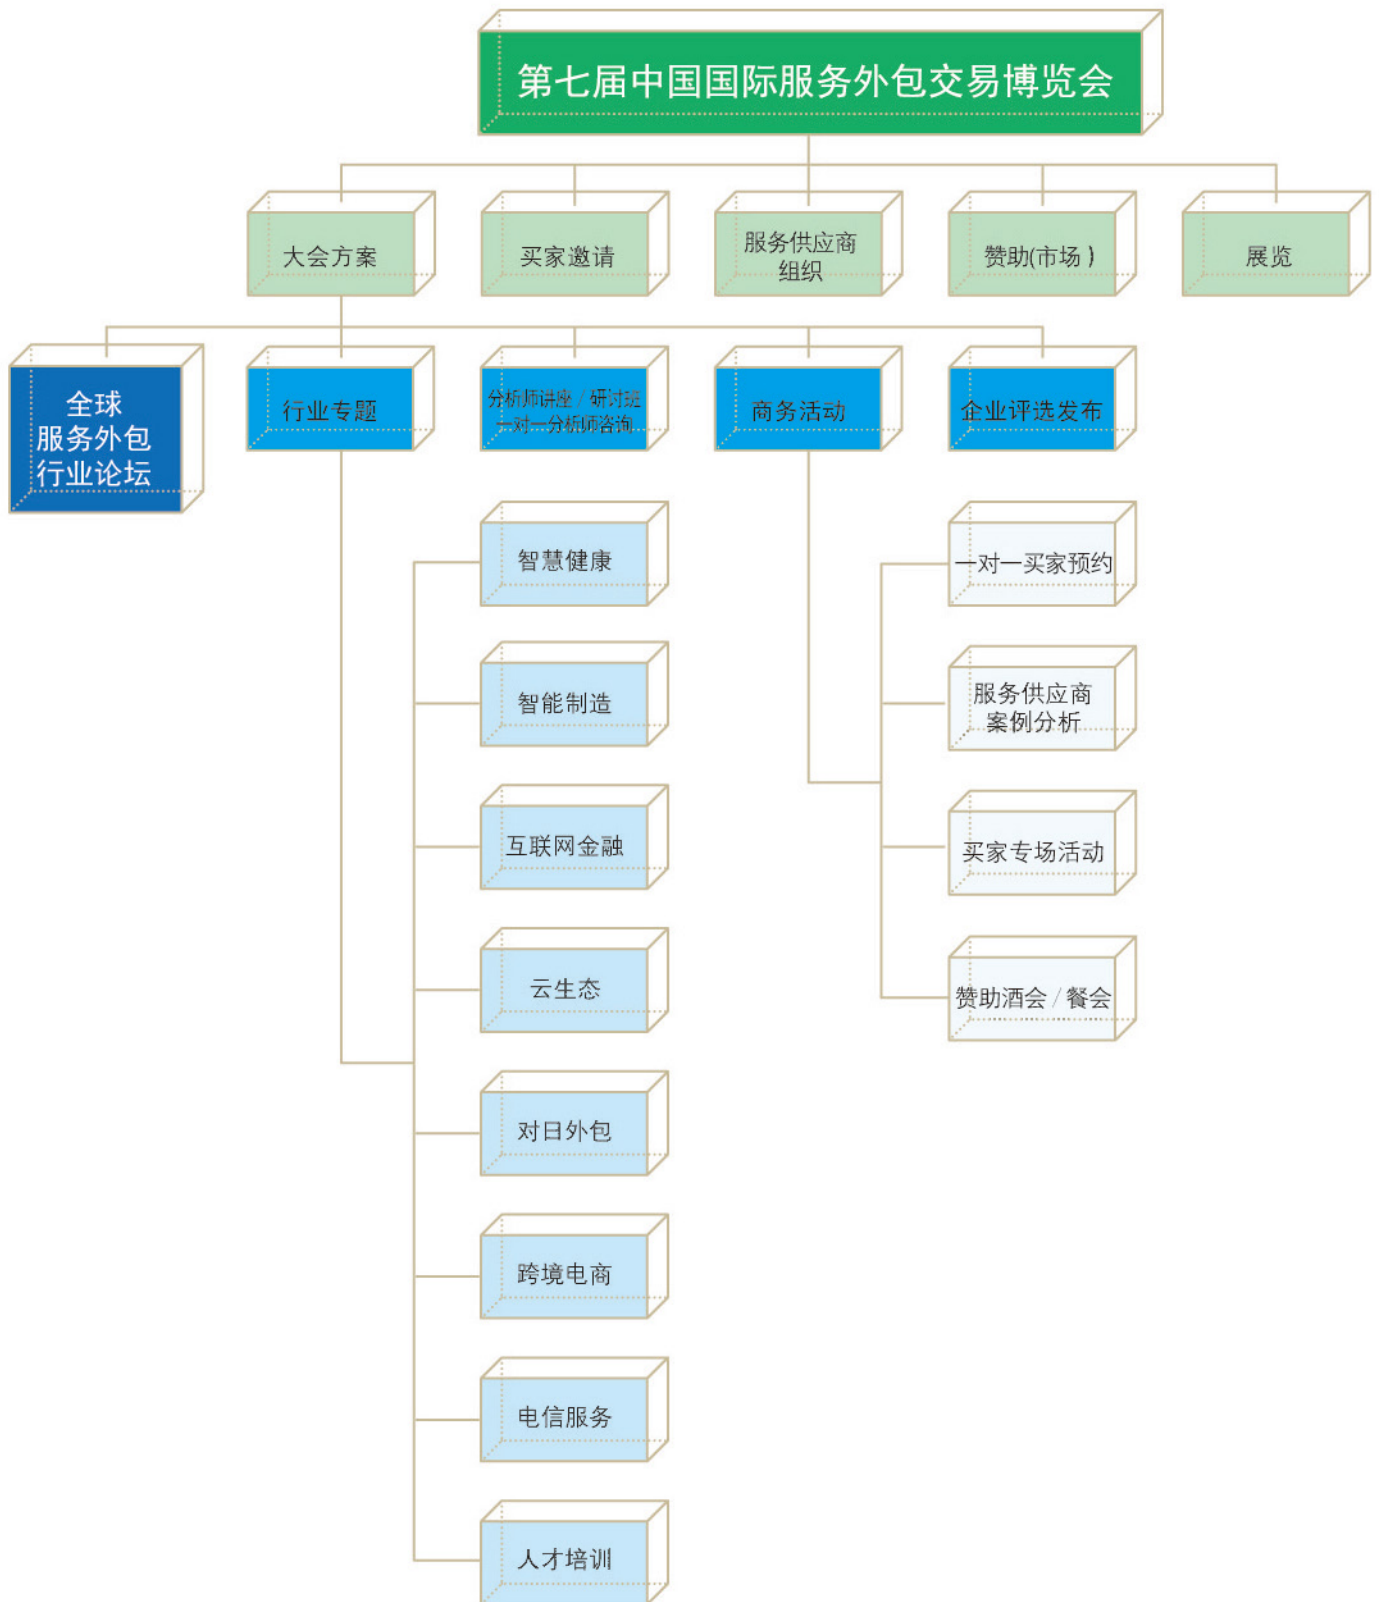 第七届中国国际服务外包交易博览会
大会方案
买家邀请
服务供应商
组织
赞助(市场)
展览
全球
服务外包
行业论坛
行业专题
分析师讲座/研讨班
一对一分析师咨询
商务活动
企业评选发布
智慧健康
智能制造
互联网金融
云生态
对日外包
跨境电商
电信服务
人才培训
一对一买家预约
服务供应商
案例分析
买家专场活动
赞助酒会/餐会